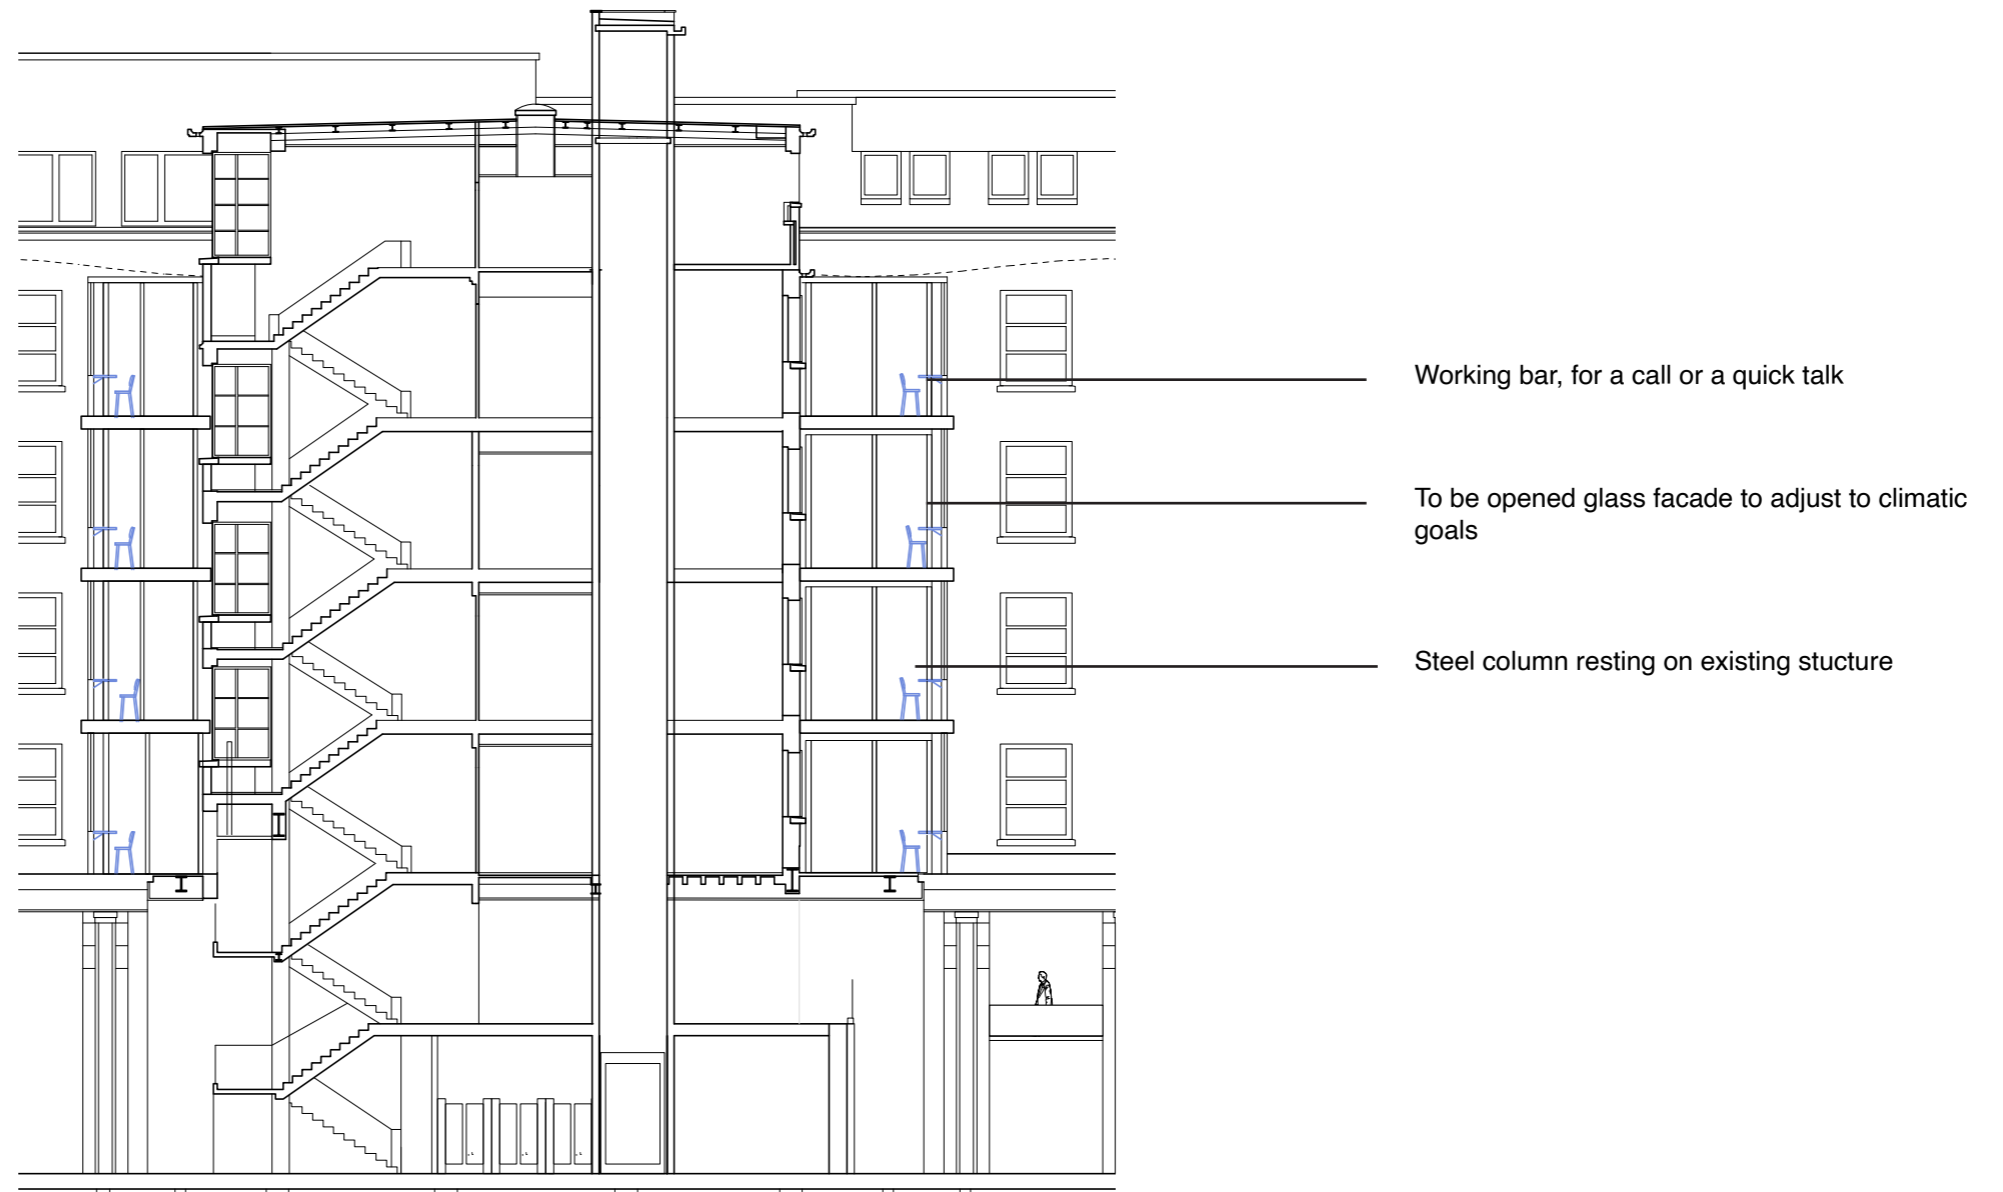 Working bar, for a call or a quick talk
To be opened glass facade to adjust to climatic
goals
Steel column resting on existing stucture